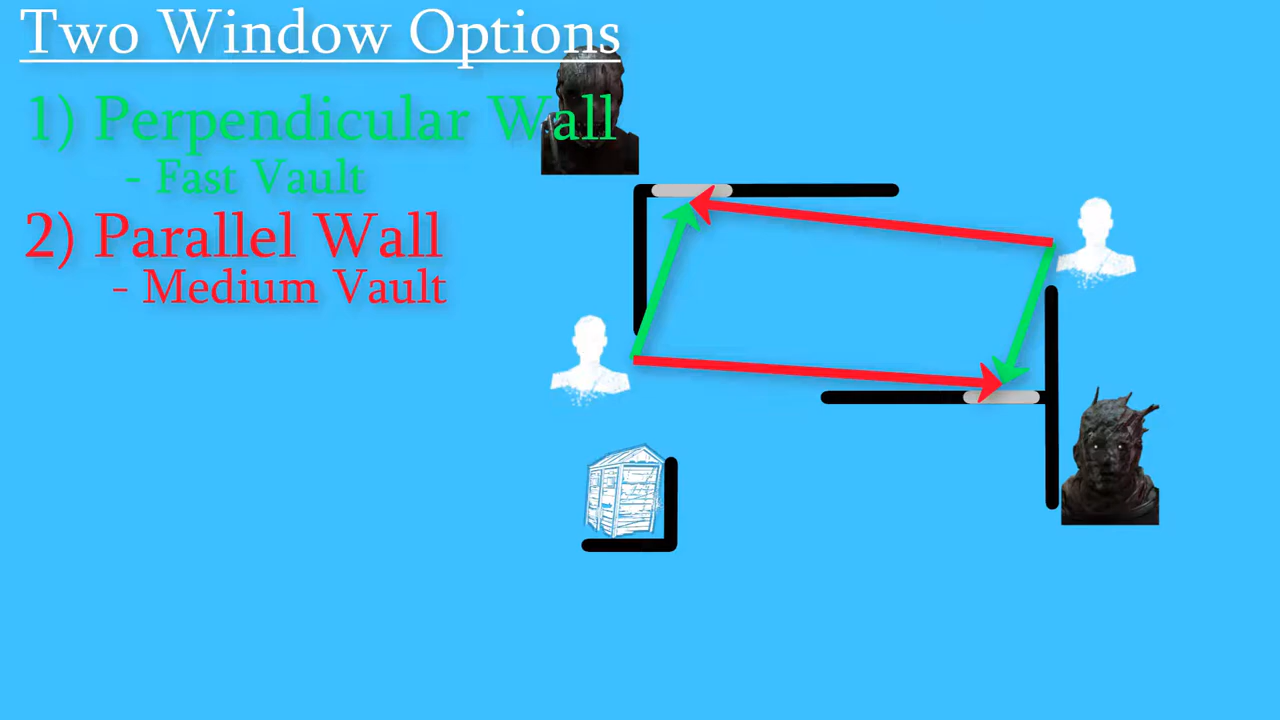 Two Window Options
1) Perpendicular Wall
- Fast Vault
2) Parallel Wall
- Medium Vault